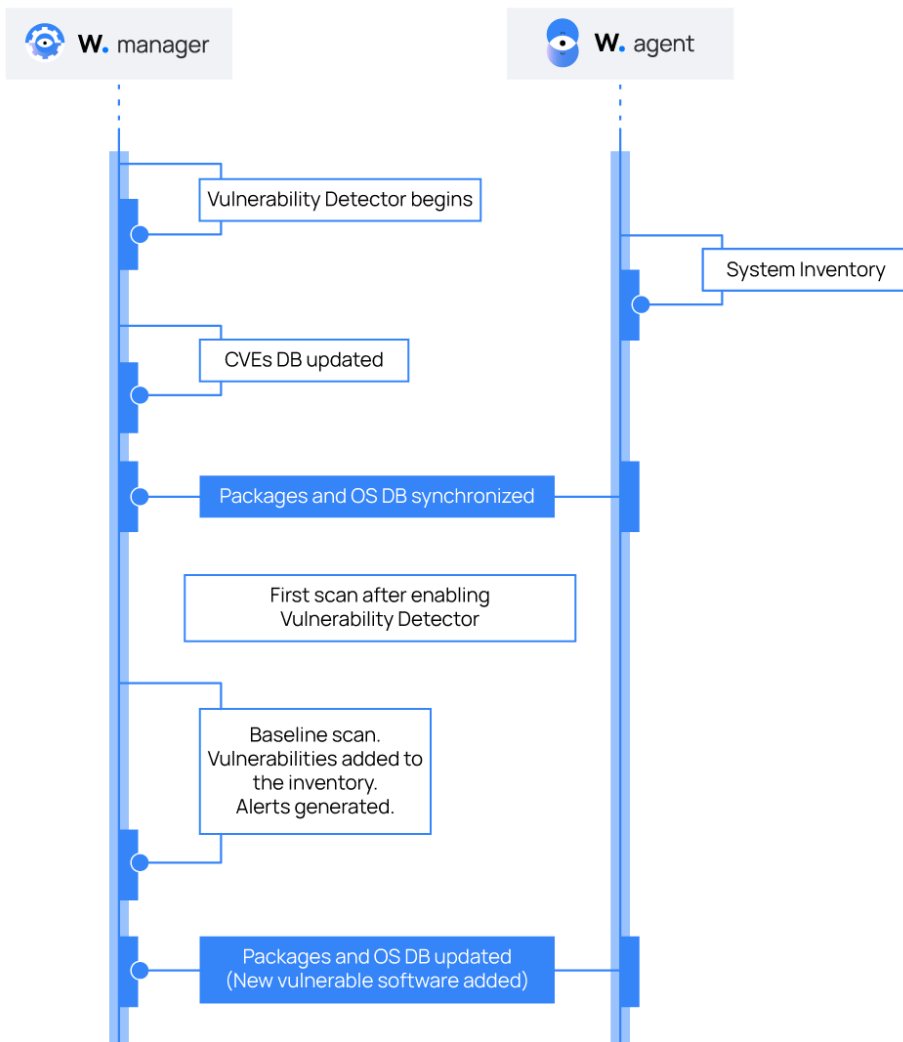 W. manager
W. agent
Vulnerability Detector begins
System Inventory
CVEs DB updated
Packages and OS DB synchronized
First scan after enabling
Vulnerability Detector
Baseline scan.
Vulnerabilities added to
the inventory.
Alerts generated.
Packages and OS DB updated
(New vulnerable software added)